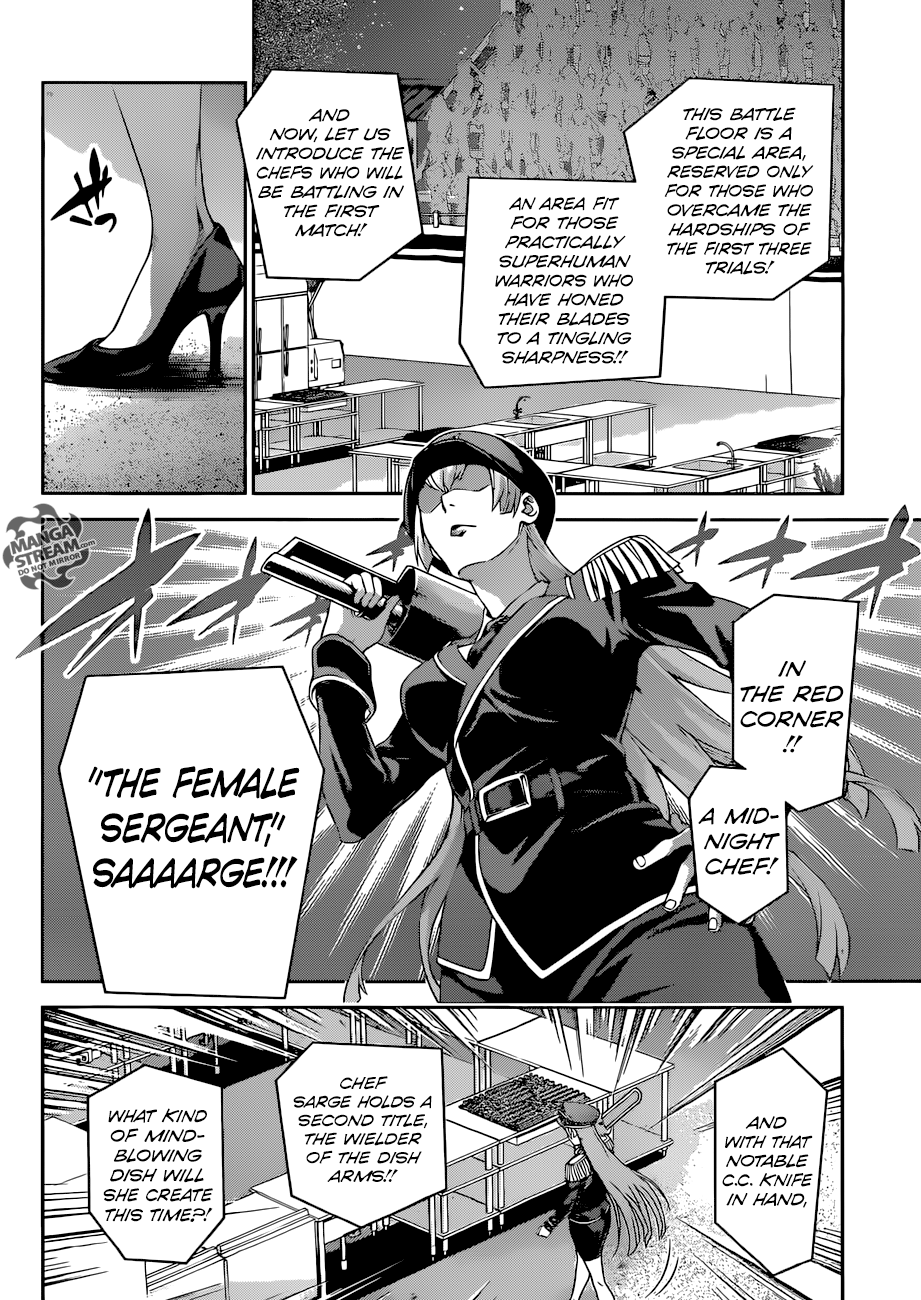 THIS BATTLE
FLOOR IS A
SPECIAL AREA,
RESERVED ONLY
FOR THOSE WHO
OVERCAME THE
HARDSHIPS OF
THE FIRST THREE
TRIALS!
AN AREA FIT
FOR THOSE
PRACTICALLY
SUPERHUMAN
WARRIORS WHO
HAVE HONED
THEIR BLADES
TO A TINGLING
SHARPNESS!!
AND
NOW, LET US
INTRODUCE THE
CHEFS WHO WILL
BE BATTLING IN
THE FIRST
MATCH!
MANGA
STREAM.com
DO NOT MIRROR
IN
THE RED
CORNER
!!
A MID-
NIGHT
CHEF!
"THE FEMALE
SERGEANT,"
SAAAARGE!!!
AND
WITH THAT
NOTABLE
C.C. KNIFE
IN HAND,
CHEF
SARGE HOLDS A
SECOND TITLE,
THE WIELDER
OF THE DISH
ARMS!!
WHAT KIND
OF MIND-
BLOWING
DISH WILL
SHE CREATE
THIS TIME?!